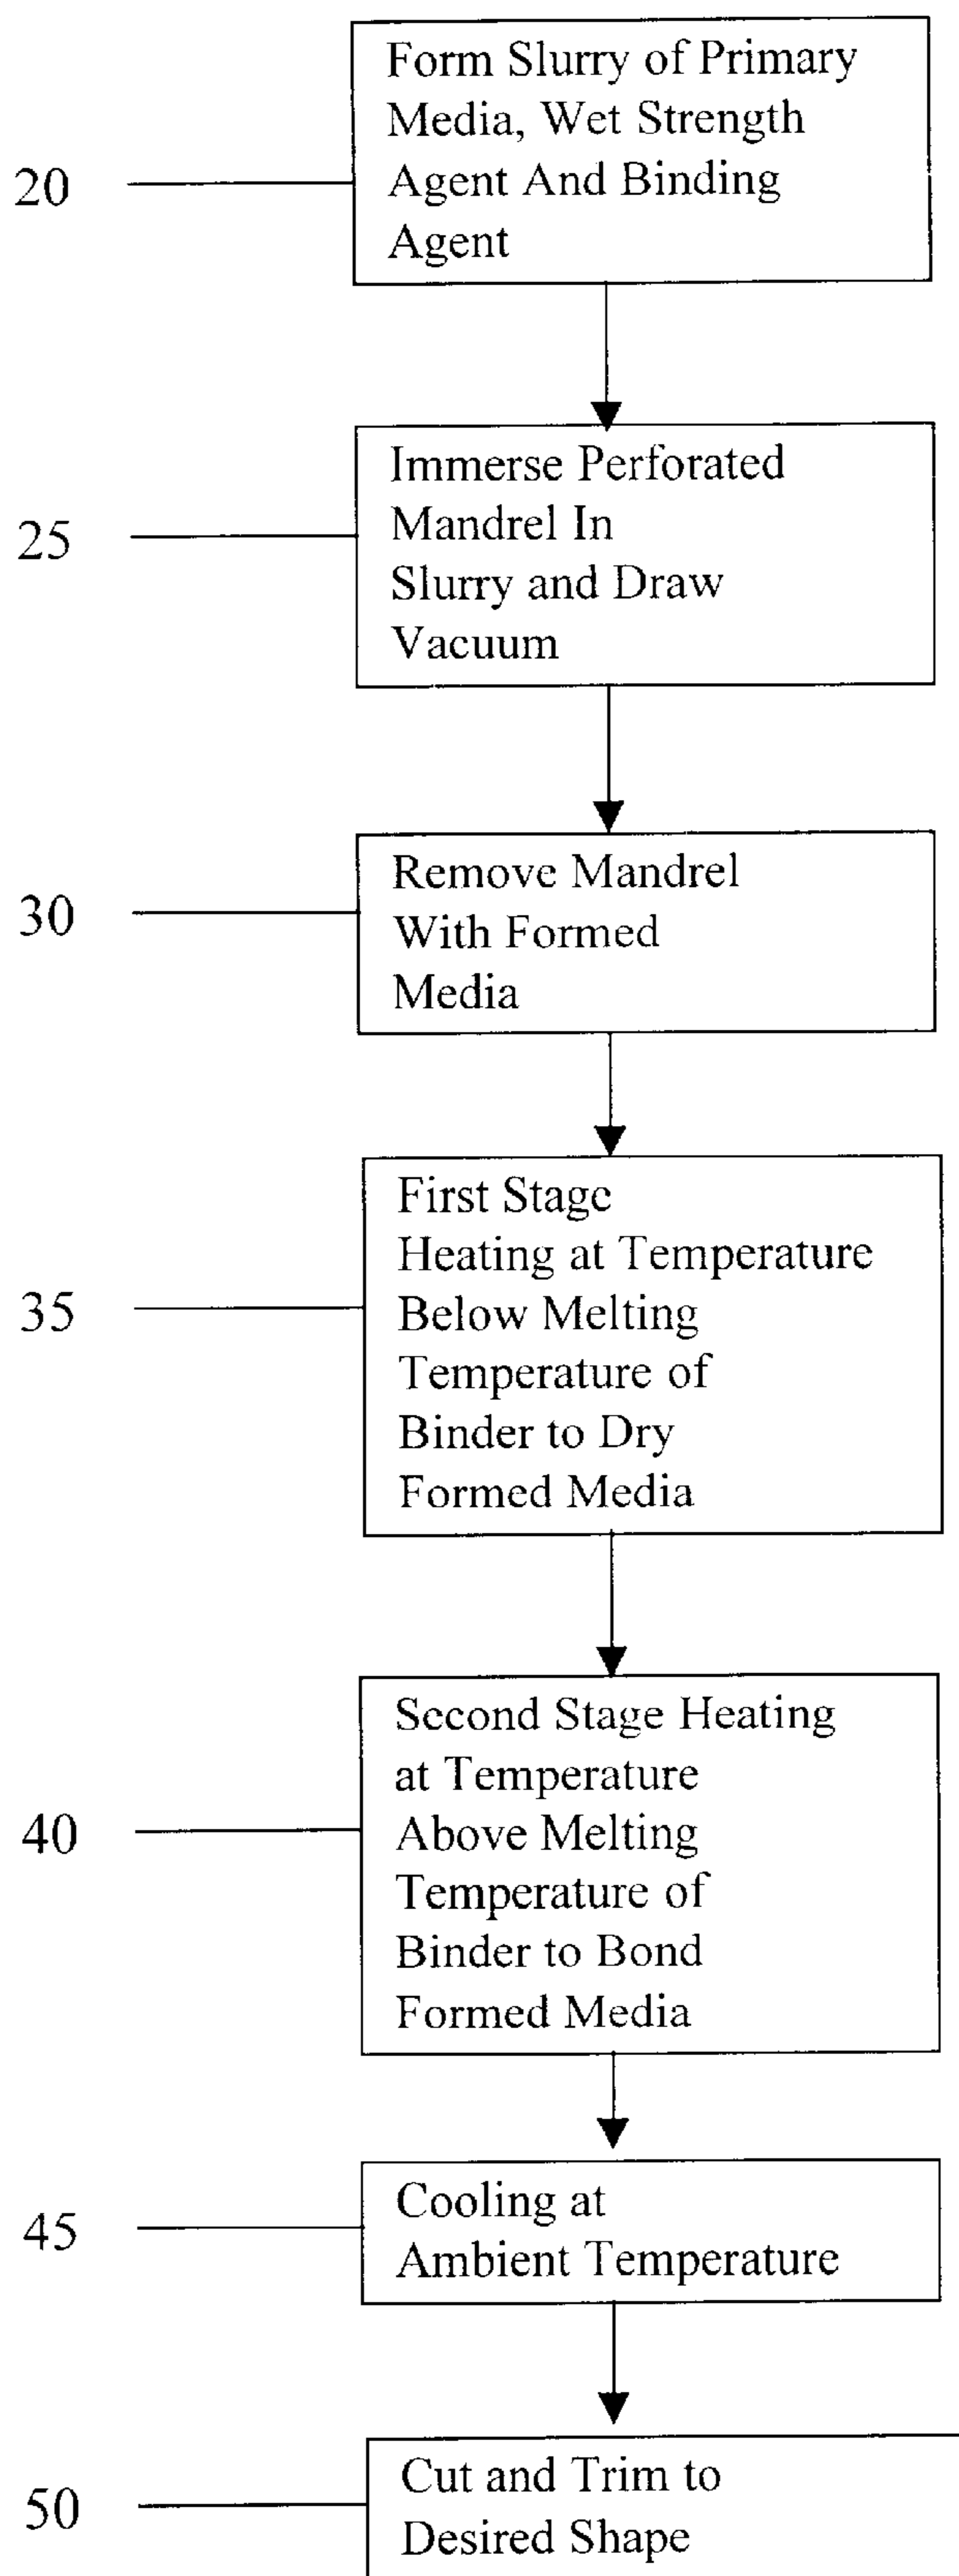 Form Slurry of Primary
Media, Wet Strength
20
Agent And Binding
Agent
Immerse Perforated
Mandrel In
25
Slurry and Draw
Vacuum
Remove Mandrel
30
With Formed
Media
First Stage
Heating at Temperature
35
Below Melting
Temperature of
Binder to Dry
Formed Media
Second Stage Heating
at Temperature
40
Above Melting
Temperature of
Binder to Bond
Formed Media
Cooling at
45
Ambient Temperature
Cut and Trim to
50
Desired Shape